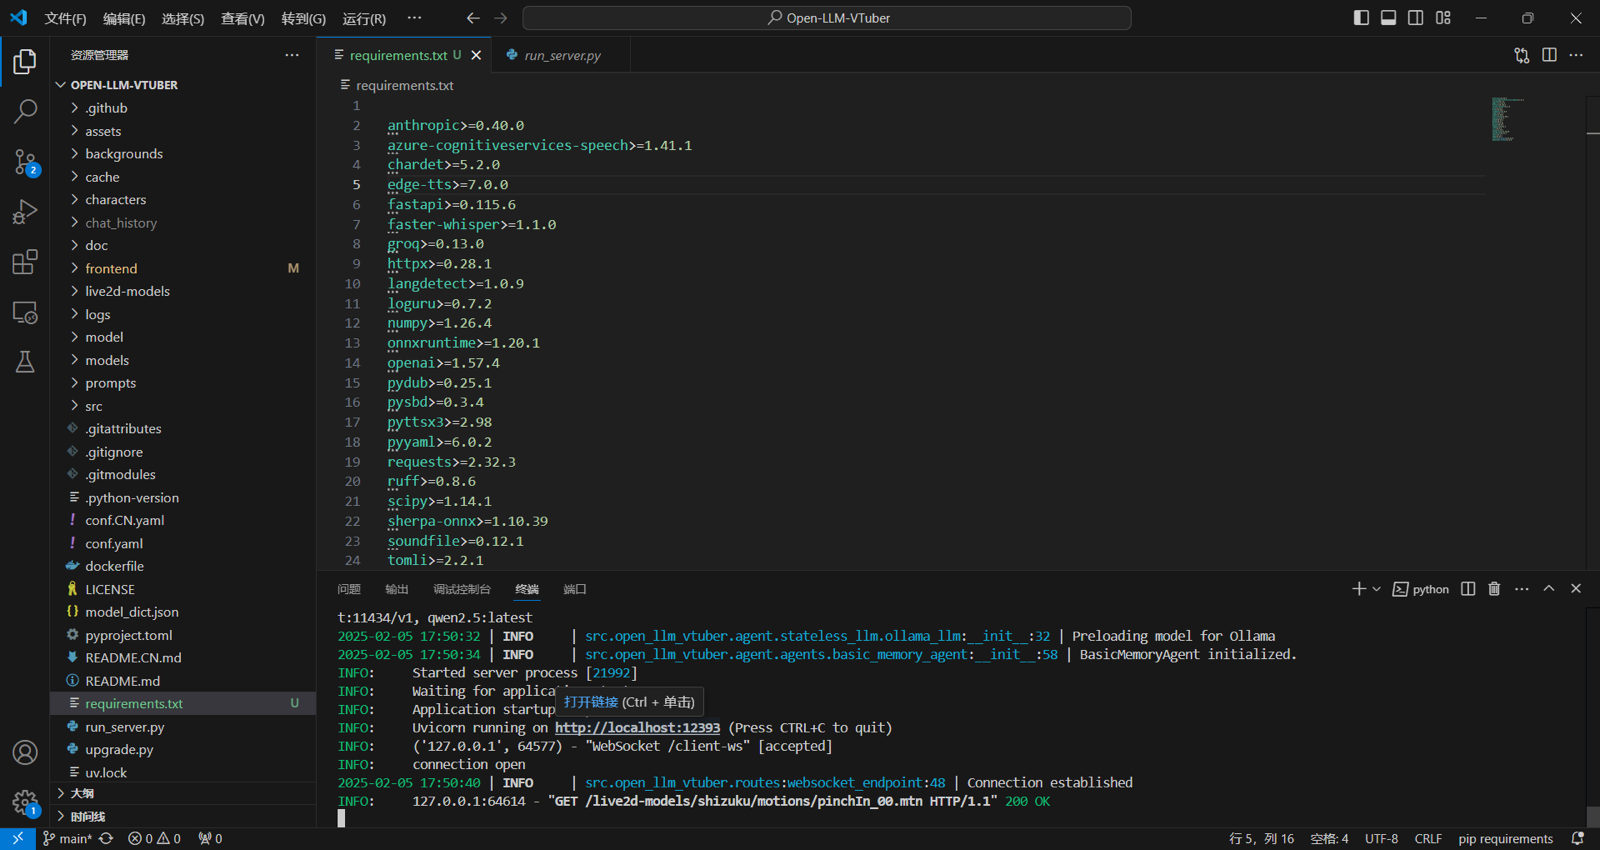 文件(F) 编辑(E) 选择(S) 查看(V) 转到(G) 运行(R) ··· Open-LLM-VTuber
资源管理器 ···
OPEN-LLM-VTUBER
.github
assets
backgrounds
cache
characters
chat_history
doc
frontend M
live2d-models
logs
model
models
prompts
src
.gitattributes
.gitignore
.gitmodules
.python-version
! conf.CN.yaml
! conf.yaml
dockerfile
LICENSE
{} model_dict.json
pyproject.toml
README.CN.md
README.md
requirements.txt U
run_server.py
upgrade.py
uv.lock
大纲
时间线
2
1
requirements.txt U
run_server.py
requirements.txt
1
2 anthropic>=0.40.0
3 azure-cognitiveservices-speech>=1.41.1
4 chardet>=5.2.0
5 edge-tts>=7.0.0
6 fastapi>=0.115.6
7 faster-whisper>=1.1.0
8 groq>=0.13.0
9 httpx>=0.28.1
10 langdetect>=1.0.9
11 loguru>=0.7.2
12 numpy>=1.26.4
13 onnxruntime>=1.20.1
14 openai>=1.57.4
15 pydub>=0.25.1
16 pysbd>=0.3.4
17 pyttsx3>=2.98
18 pyyaml>=6.0.2
19 requests>=2.32.3
20 ruff>=0.8.6
21 scipy>=1.14.1
22 sherpa-onnx>=1.10.39
23 soundfile>=0.12.1
24 tomli>=2.2.1
问题 输出 调试控制台 终端 端口 python
t:11434/v1, qwen2.5:latest
2025-02-05 17:50:32 | INFO | src.open_llm_vtuber.agent.stateless_llm.ollama_llm:__init__:32 | Preloading model for Ollama
2025-02-05 17:50:34 | INFO | src.open_llm_vtuber.agent.agents.basic_memory_agent:__init__:58 | BasicMemoryAgent initialized.
INFO: Started server process [21992]
INFO: Waiting for applicati
打开链接 (Ctrl + 单击)
INFO: Application startup
INFO: Uvicorn running on http://localhost:12393 (Press CTRL+C to quit)
INFO: ('127.0.0.1', 64577) - "WebSocket /client-ws" [accepted]
INFO: connection open
2025-02-05 17:50:40 | INFO | src.open_llm_vtuber.routes:websocket_endpoint:48 | Connection established
INFO: 127.0.0.1:64614 - "GET /live2d-models/shizuku/motions/pinchIn_00.mtn HTTP/1.1" 200 OK
main* 0 0 0 行 5，列 16 空格: 4 UTF-8 CRLF pip requirements